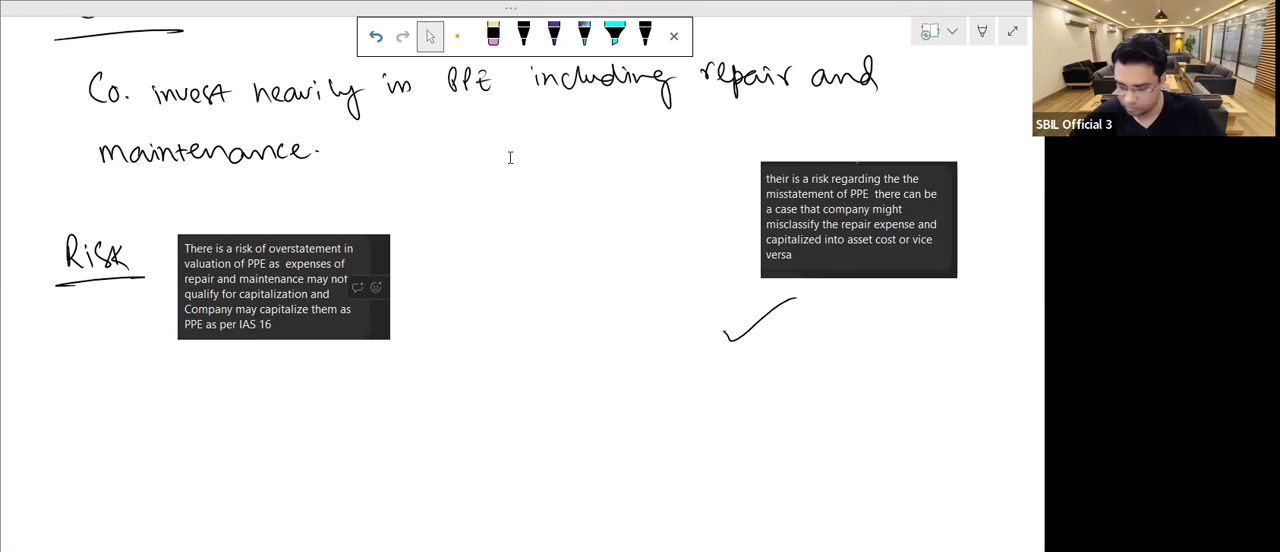 Co. invest heavily in PPE including repair and
maintenance.
SBIL Official 3
their is a risk regarding the the
misstatement of PPE there can be
a case that company might
misclassify the repair expense and
capitalized into asset cost or vice
versa
Risk
There is a risk of overstatement in
valuation of PPE as expenses of
repair and maintenance may not
qualify for capitalization and
Company may capitalize them as
PPE as per IAS 16